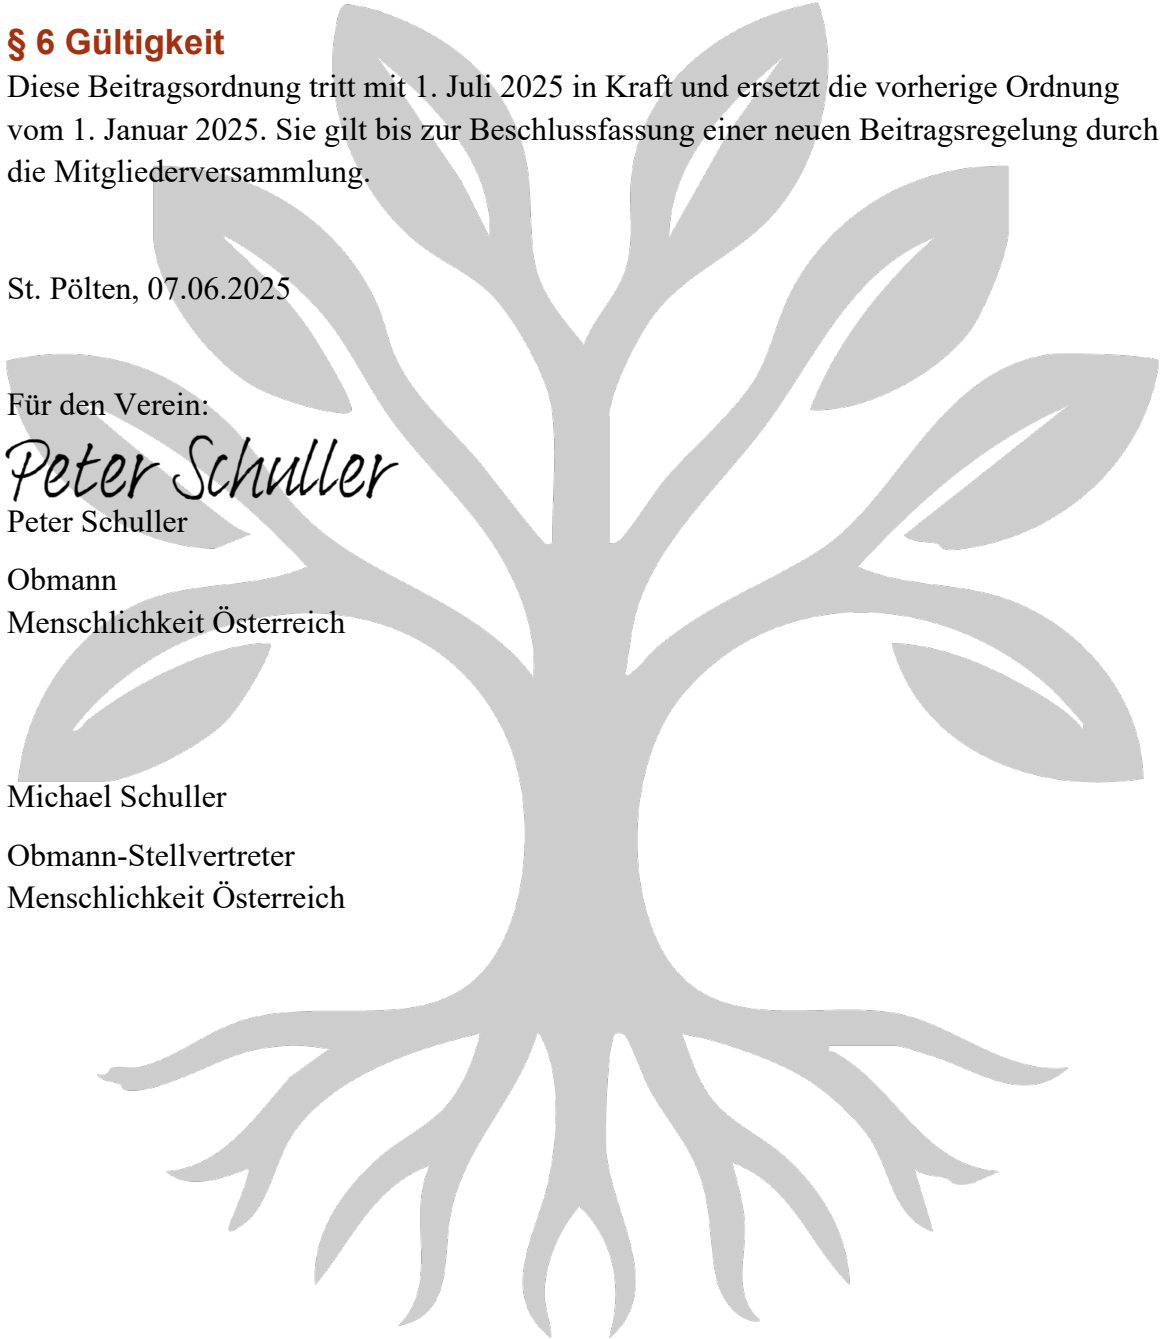 § 6 Gültigkeit
Diese Beitragsordnung tritt mit 1. Juli 2025 in Kraft und ersetzt die vorherige Ordnung
vom 1. Januar 2025. Sie gilt bis zur Beschlussfassung einer neuen Beitragsregelung durch
die Mitgliederversammlung.
St. Pölten, 07.06.2025
Für den Verein:
Peter Schuller
Peter Schuller
Obmann
Menschlichkeit Österreich
Michael Schuller
Obmann-Stellvertreter
Menschlichkeit Österreich